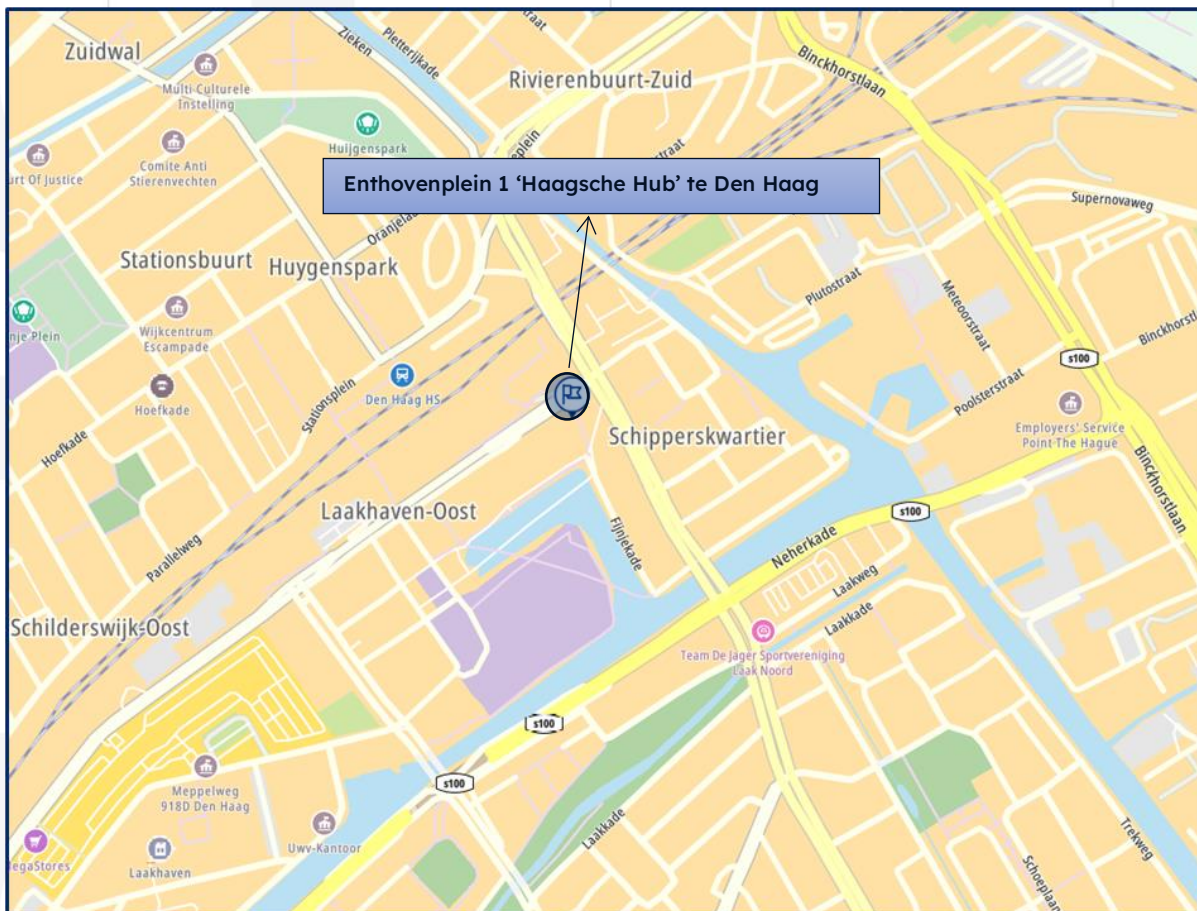 Zuidwal
Zieken
Pletterijkade
Binckhorstlaan
Multi Culturele
Instelling
Rivierenbuurt-Zuid
Huijgenspark
Comite Anti
Stierenvechten
Enthovenplein 1 ‘Haagsche Hub’ te Den Haag
Supernovaweg
Oranjelaan
Stationsbuurt
Huygenspark
Plutostraat
Meteoorstraat
Wijkcentrum
Escampade
s100
Den Haag HS
Stationsplein
Poolsterstraat
Hoefkade
Hoefkade
Schipperskwartier
Employers' Service
Point The Hague
Binckhorstlaan
Laakhaven-Oost
s100
Fijnjekade
Neherkade
Parallelweg
Laakweg
Laakkade
Schilderswijk-Oost
Team De Jager Sportvereniging
Laak Noord
s100
s100
Meppelweg
918D Den Haag
Uwv-Kantoor
Laakkade
Trekweg
Laakhaven
Schoeplaan